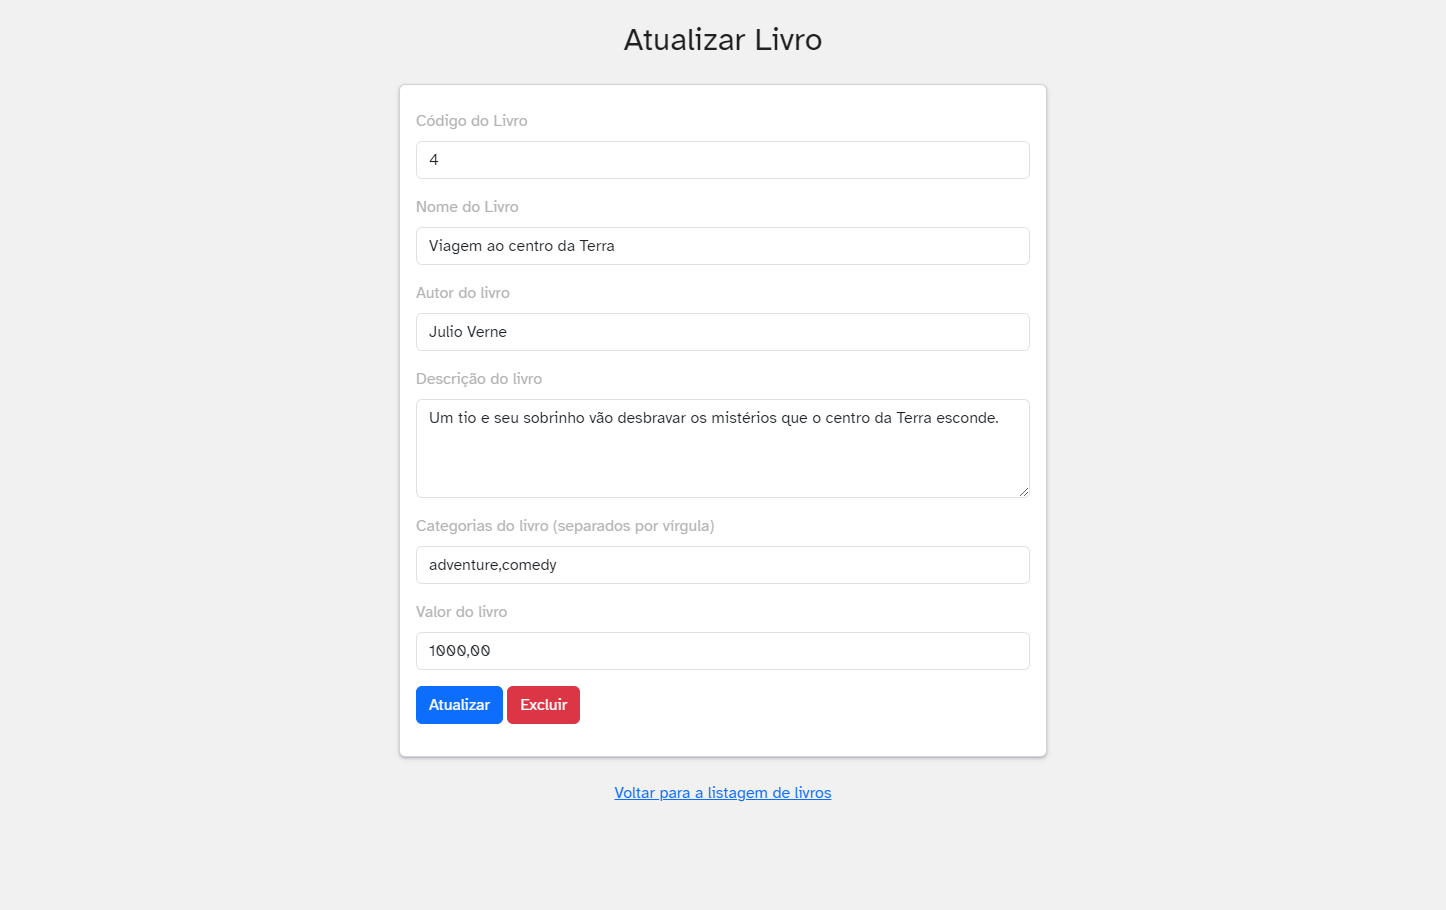 Atualizar Livro
Código do Livro
4
Nome do Livro
Viagem ao centro da Terra
Autor do livro
Julio Verne
Descrição do livro
Um tio e seu sobrinho vão desbravar os mistérios que o centro da Terra esconde.
Categorias do livro (separados por vírgula)
adventure,comedy
Valor do livro
1000,00
Atualizar Excluir
Voltar para a listagem de livros